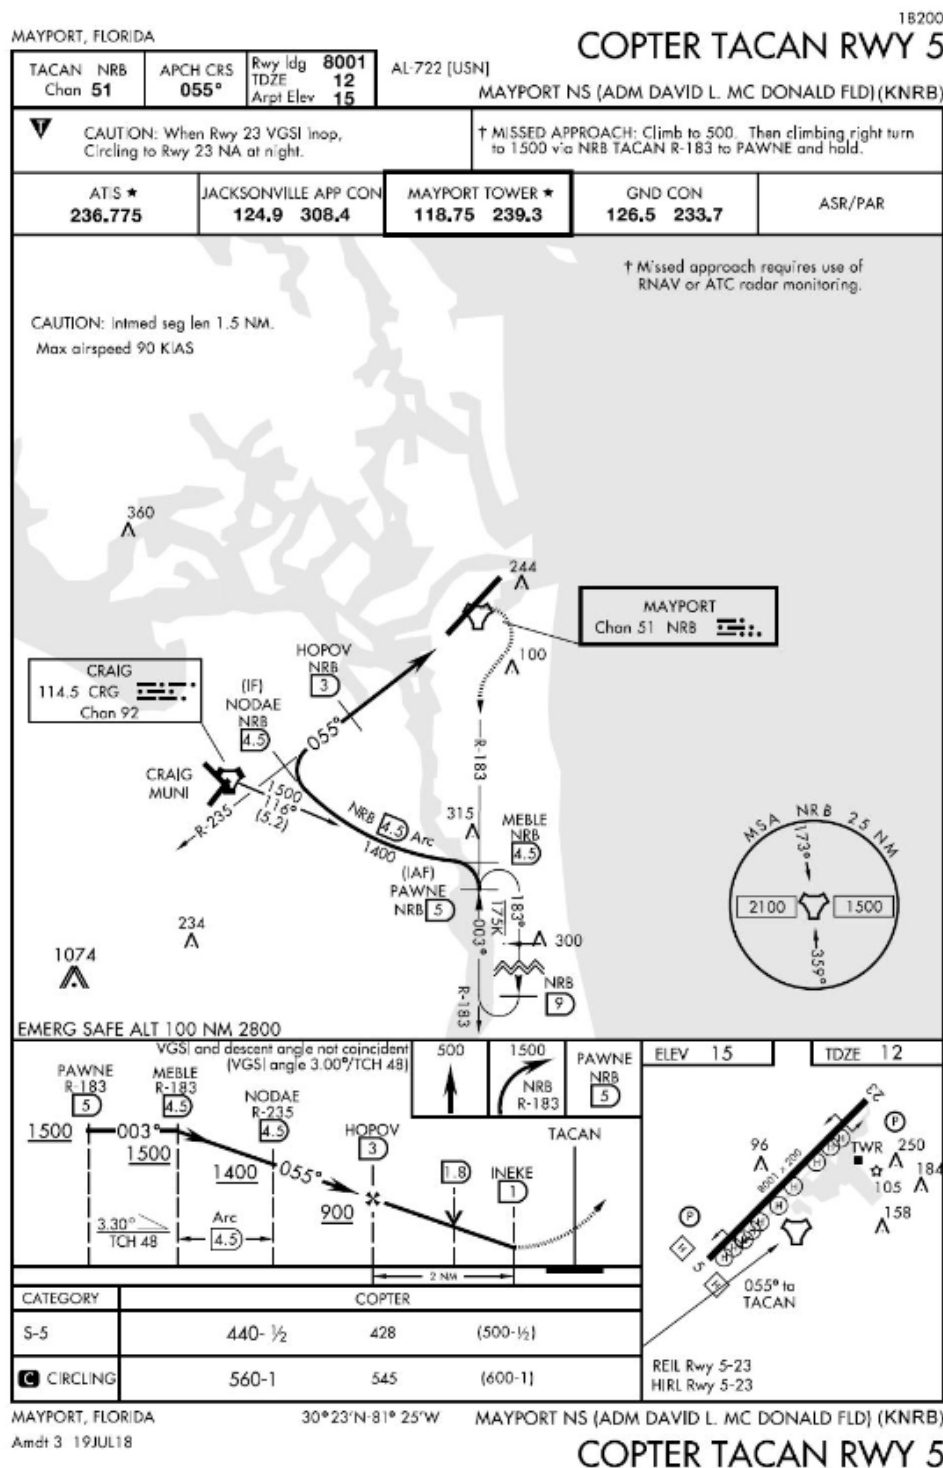 18200
MAYPORT, FLORIDA
COPTER TACAN RWY 5
TACAN NRB
Chan 51
APCH CRS
055°
Rwy ldg 8001
TDZE 12
Arpt Elev 15
AL-722 [USN]
MAYPORT NS (ADM DAVID L. MC DONALD FLD) (KNRB)
T
CAUTION: When Rwy 23 VGSI inop,
Circling to Rwy 23 NA at night.
† MISSED APPROACH: Climb to 500. Then climbing right turn
to 1500 via NRB TACAN R-183 to PAWNE and hold.
ATIS ★
236.775
JACKSONVILLE APP CON
124.9 308.4
MAYPORT TOWER ★
118.75 239.3
GND CON
126.5 233.7
ASR/PAR
† Missed approach requires use of
RNAV or ATC radar monitoring.
CAUTION: Intmed seg len 1.5 NM.
Max airspeed 90 KIAS
360
244
MAYPORT
Chan 51 NRB
100
HOPOV
NRB
3
CRAIG
114.5 CRG
Chan 92
(IF)
NODAE
NRB
4.5
055°
CRAIG
MUNI
R-235
1500
116°
(5.2)
NRB 4.5 Arc
1400
R-183
315
MEBLE
NRB
4.5
(IAF)
PAWNE
NRB 5
183°
175K
003°
300
R-183
NRB
9
234
1074
MSA NRB 25 NM
173°
2100
1500
359°
EMERG SAFE ALT 100 NM 2800
VGSI and descent angle not coincident
(VGSI angle 3.00°/TCH 48)
PAWNE
R-183
5
MEBLE
R-183
4.5
NODAE
R-235
4.5
HOPOV
3
1.8
INEKE
1
TACAN
1500
003°
1500
1400
055°
900
3.30°
TCH 48
Arc
4.5
2 NM
500
1500
NRB
R-183
PAWNE
NRB
5
ELEV 15
TDZE 12
23
P
96
8001 x 200
TWR
250
184
105
158
P
H
5
H
055° to
TACAN
REIL Rwy 5-23
HIRL Rwy 5-23
CATEGORY
COPTER
S-5
440-½ 428 (500-½)
C CIRCLING
560-1 545 (600-1)
MAYPORT, FLORIDA
Amdt 3 19JUL18
30°23'N-81° 25'W
MAYPORT NS (ADM DAVID L. MC DONALD FLD) (KNRB)
COPTER TACAN RWY 5